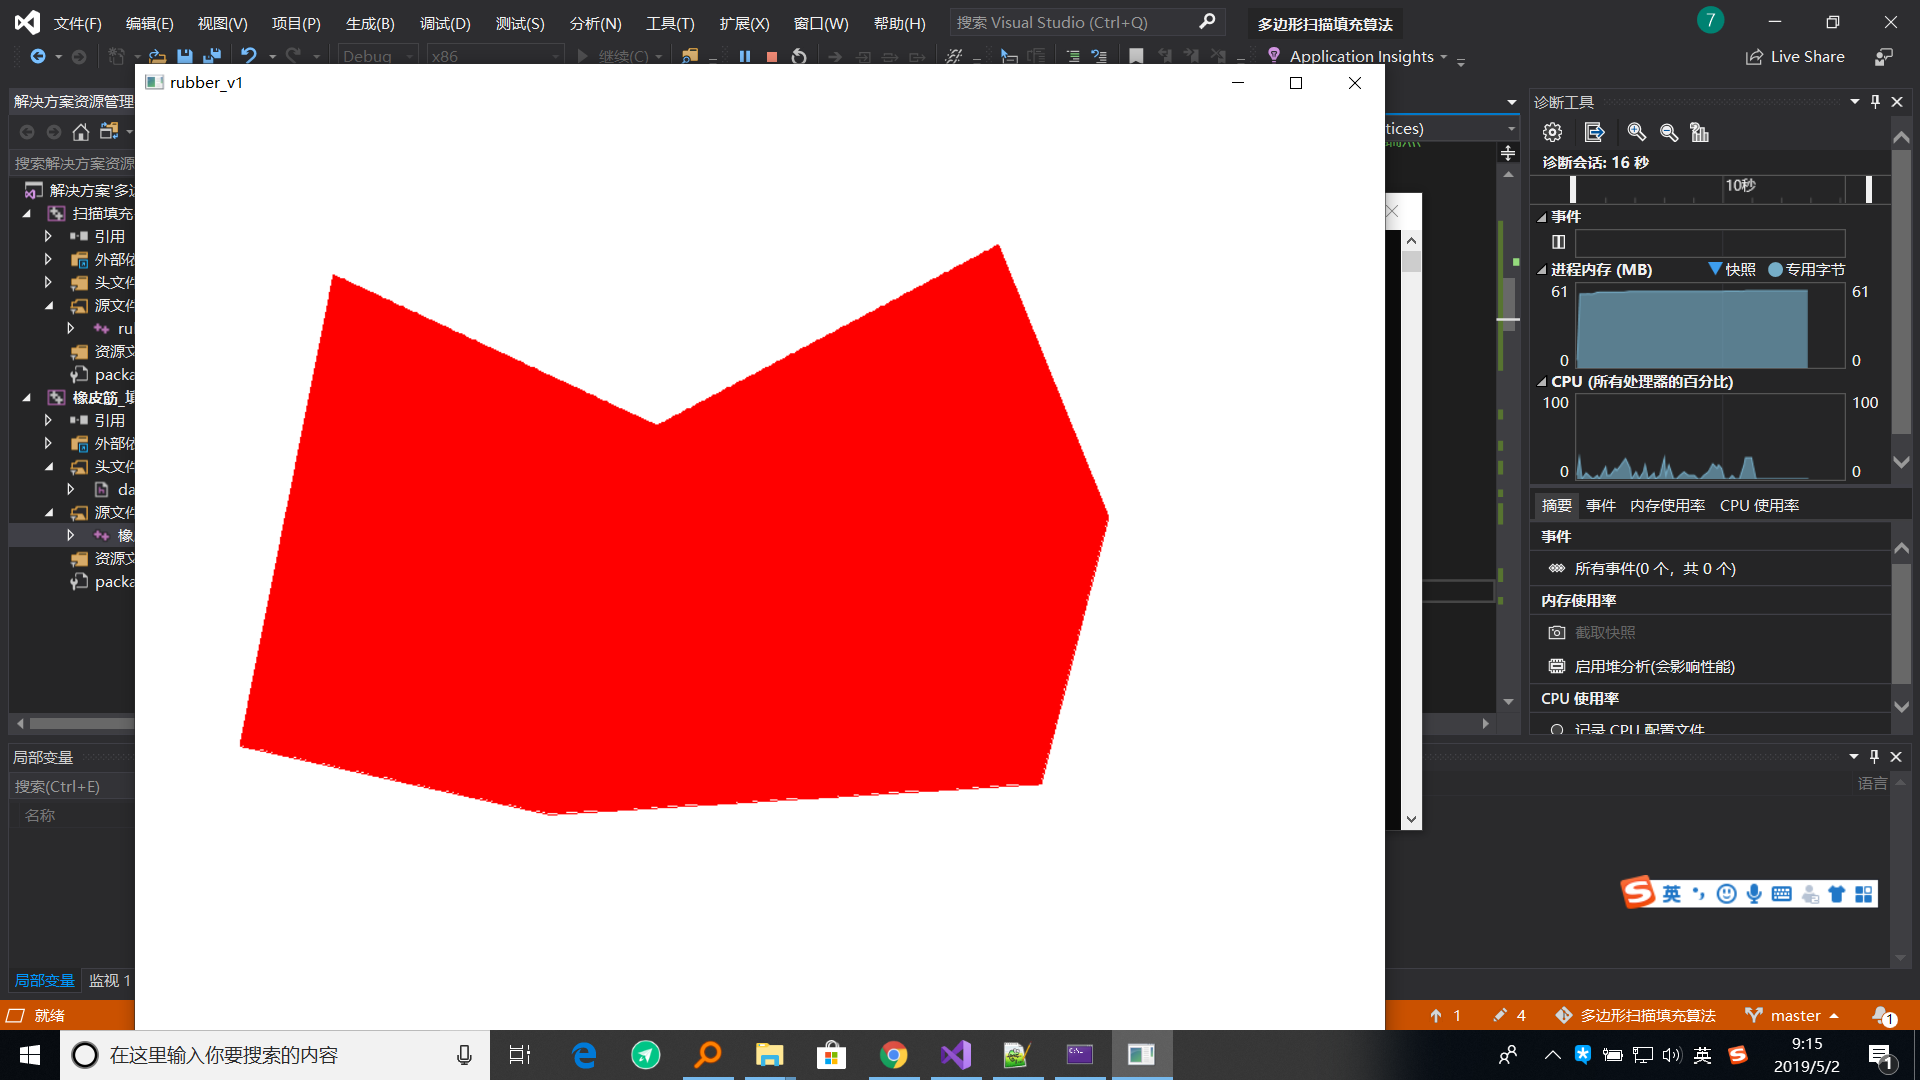 文件(F) 编辑(E) 视图(V) 项目(P) 生成(B) 调试(D) 测试(S) 分析(N) 工具(T) 扩展(X) 窗口(W) 帮助(H) 搜索 Visual Studio (Ctrl+Q) 多边形扫描填充算法 7
Debug x86 继续(C) Application Insights Live Share
rubber_v1
解决方案资源管理
搜索解决方案资源
解决方案'多
扫描填充
引用
外部
头文件
源文件
ru
资源文
packa
橡皮筋_填
引用
外部
头文件
da
源文件
橡
资源文
packa
局部变量
搜索(Ctrl+E)
名称
局部变量 监视 1
tices)
诊断工具
诊断会话: 16 秒
10秒
事件
进程内存 (MB) 快照 专用字节
61 61
0 0
CPU (所有处理器的百分比)
100 100
0 0
摘要 事件 内存使用率 CPU 使用率
事件
所有事件(0 个，共 0 个)
内存使用率
截取快照
启用堆分析(会影响性能)
CPU 使用率
记录 CPU 配置文件
语言
英
就绪 1 4 多边形扫描填充算法 master 1
在这里输入你要搜索的内容 英 9:15
2019/5/2 1